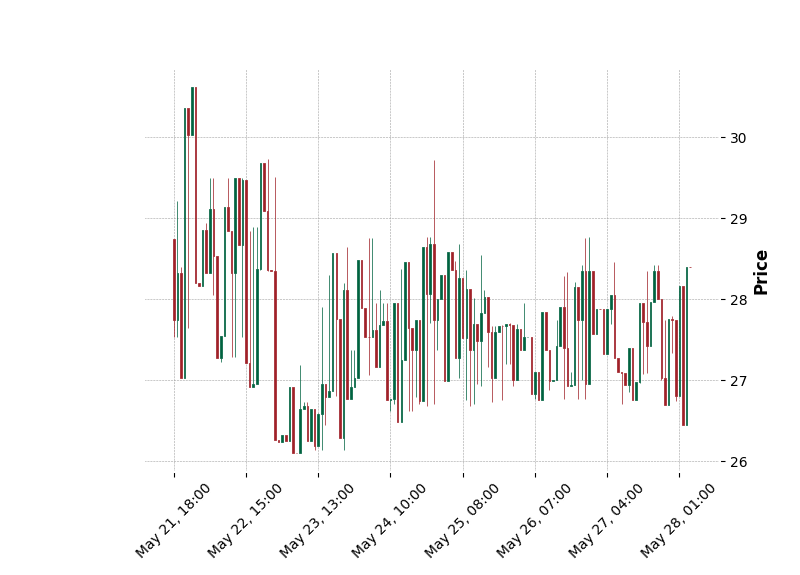 30
29
28
27
26
Price
May 21, 18:00
May 22, 15:00
May 23, 13:00
May 24, 10:00
May 25, 08:00
May 26, 07:00
May 27, 04:00
May 28, 01:00